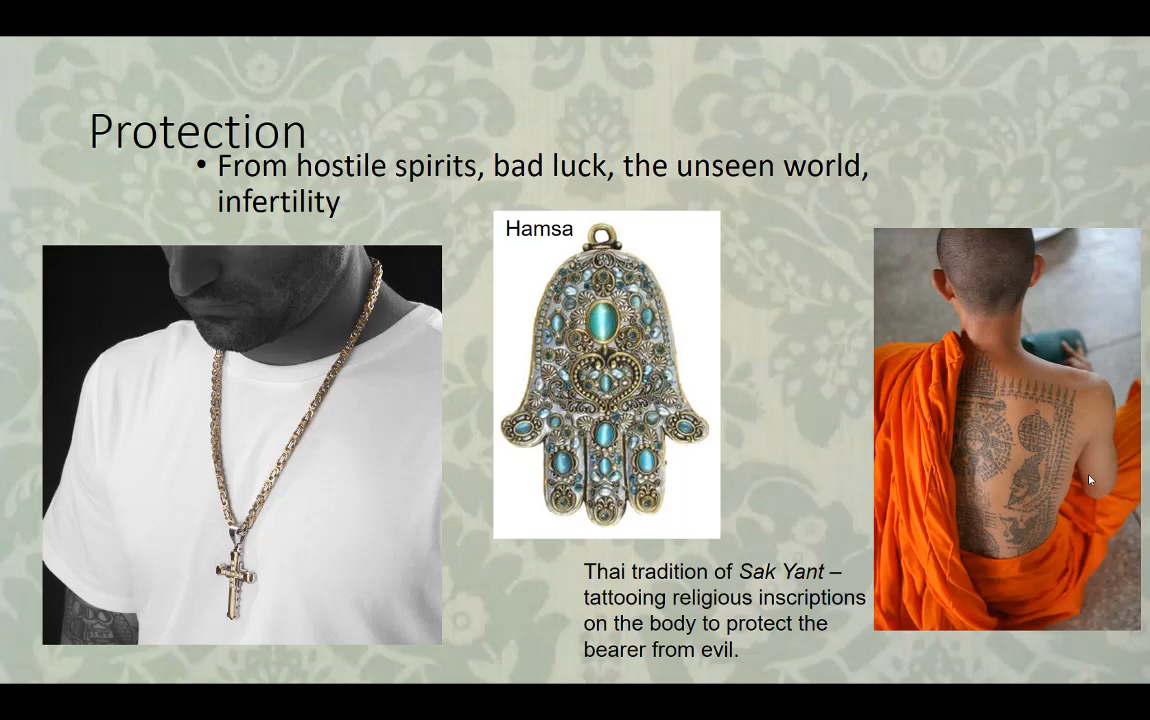 Protection
• From hostile spirits, bad luck, the unseen world,
infertility
Hamsa
Thai tradition of Sak Yant –
tattooing religious inscriptions
on the body to protect the
bearer from evil.